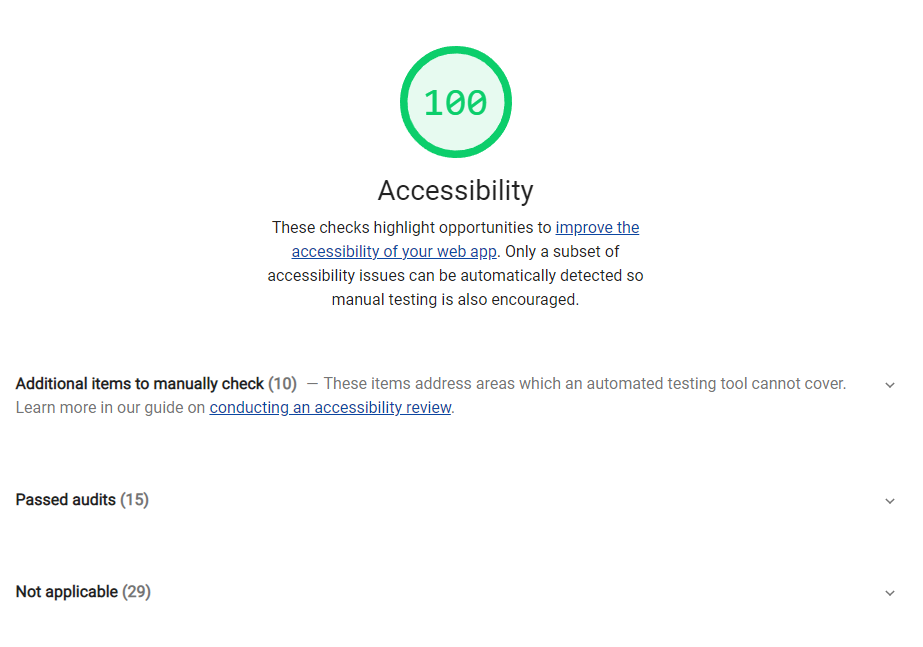 100
Accessibility
These checks highlight opportunities to improve the
accessibility of your web app. Only a subset of
accessibility issues can be automatically detected so
manual testing is also encouraged.
Additional items to manually check (10) — These items address areas which an automated testing tool cannot cover.
Learn more in our guide on conducting an accessibility review.
Passed audits (15)
Not applicable (29)